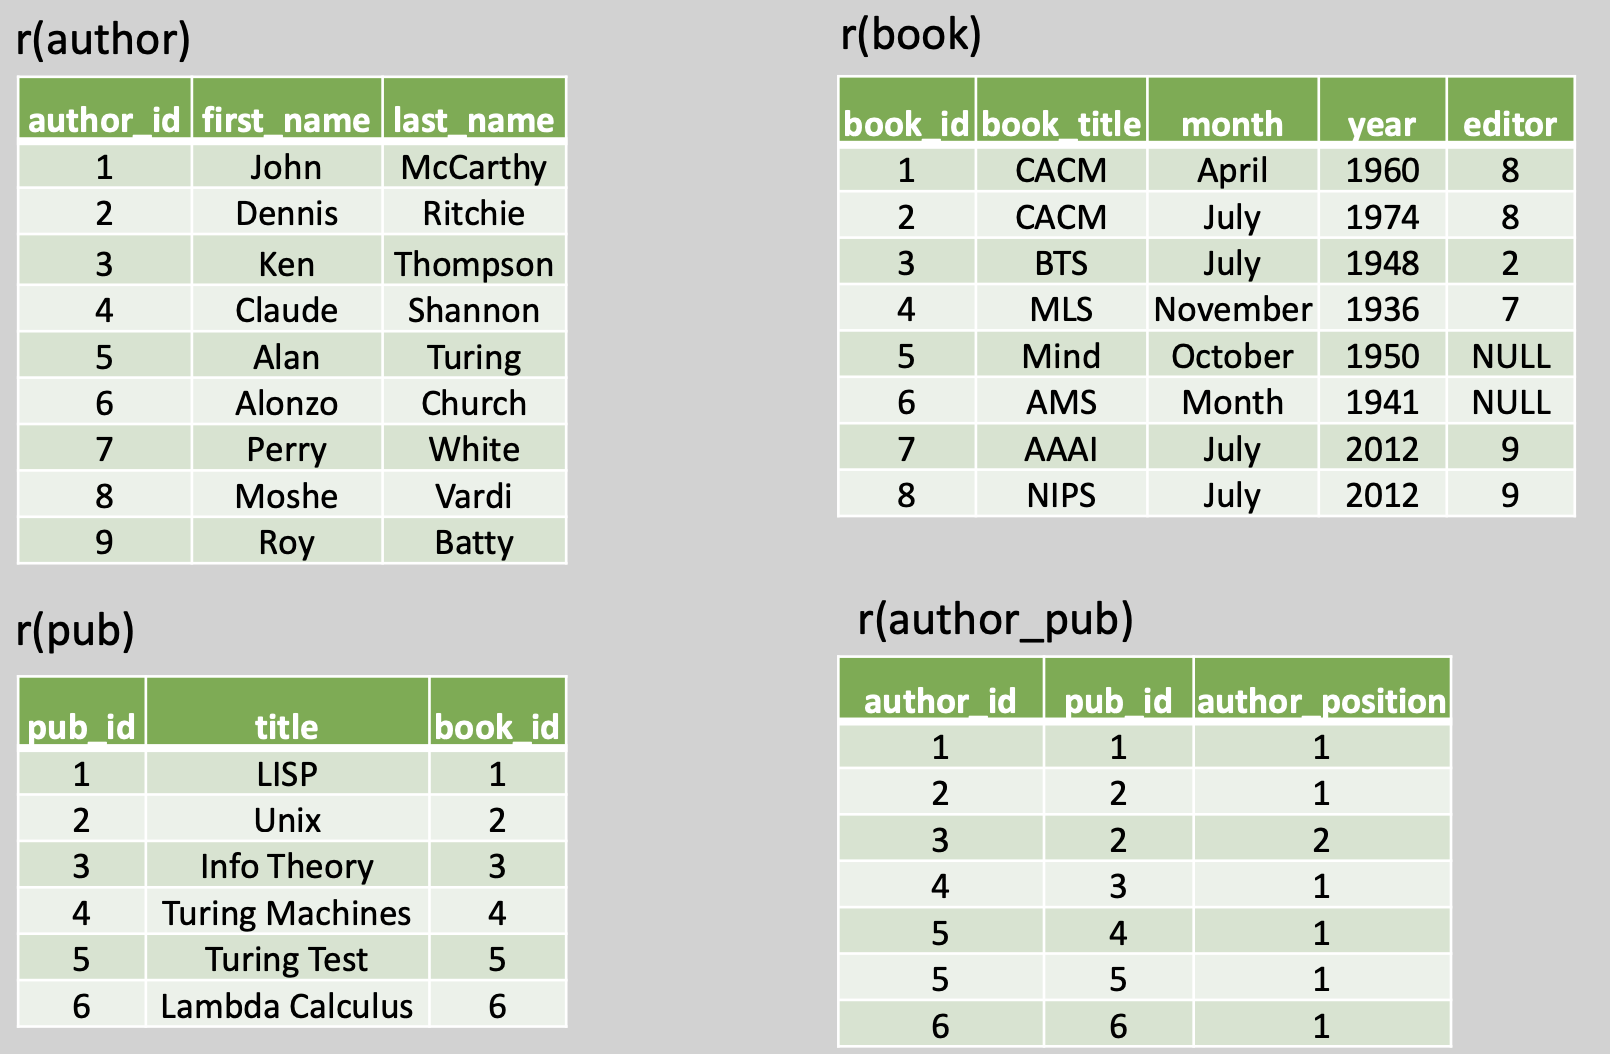 r(author)
author_id first_name last_name
1 John McCarthy
2 Dennis Ritchie
3 Ken Thompson
4 Claude Shannon
5 Alan Turing
6 Alonzo Church
7 Perry White
8 Moshe Vardi
9 Roy Batty
r(book)
book_id book_title month year editor
1 CACM April 1960 8
2 CACM July 1974 8
3 BTS July 1948 2
4 MLS November 1936 7
5 Mind October 1950 NULL
6 AMS Month 1941 NULL
7 AAAI July 2012 9
8 NIPS July 2012 9
r(pub)
pub_id title book_id
1 LISP 1
2 Unix 2
3 Info Theory 3
4 Turing Machines 4
5 Turing Test 5
6 Lambda Calculus 6
r(author_pub)
author_id pub_id author_position
1 1 1
2 2 1
3 2 2
4 3 1
5 4 1
5 5 1
6 6 1